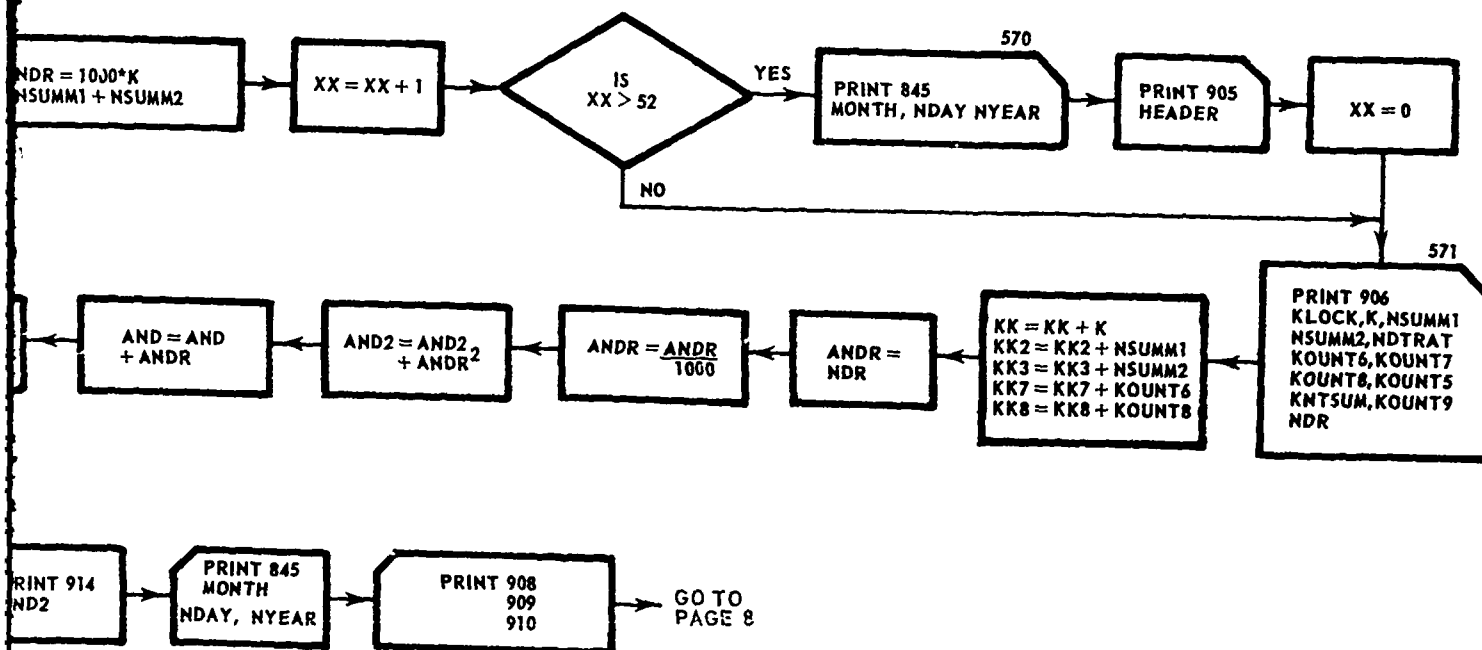 NDR = 1000*K
NSUMM1 + NSUMM2
XX = XX + 1
IS
XX > 52
YES
NO
570
PRINT 845
MONTH, NDAY NYEAR
PRINT 905
HEADER
XX = 0
571
PRINT 906
KLOCK,K,NSUMM1
NSUMM2,NDTRAT
KOUNT6,KOUNT7
KOUNT8,KOUNT5
KNTSUM,KOUNT9
NDR
KK = KK + K
KK2 = KK2 + NSUMM1
KK3 = KK3 + NSUMM2
KK7 = KK7 + KOUNT6
KK8 = KK8 + KOUNT8
ANDR =
NDR
ANDR = ANDR
1000
AND2 = AND2
+ ANDR²
AND = AND
+ ANDR
RINT 914
ND2
PRINT 845
MONTH
NDAY, NYEAR
PRINT 908
909
910
GO TO
PAGE 8